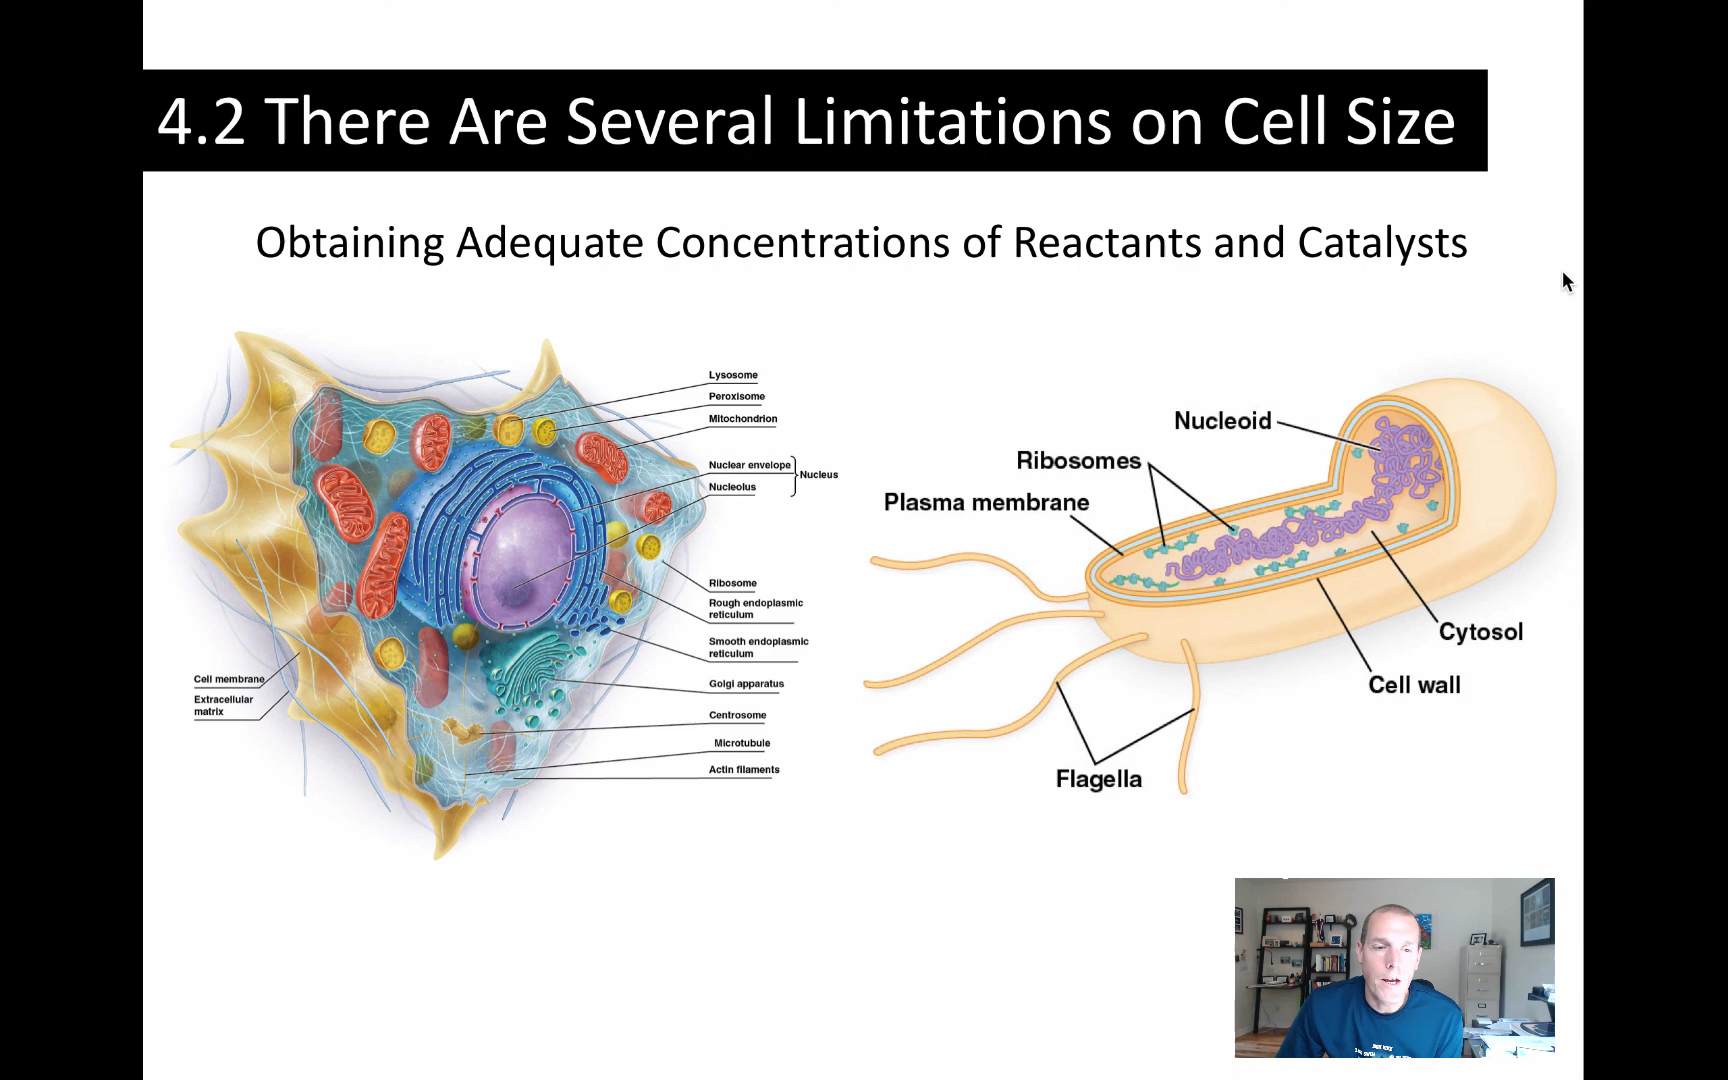 4.2 There Are Several Limitations on Cell Size
Obtaining Adequate Concentrations of Reactants and Catalysts
Lysosome
Peroxisome
Mitochondrion
Nuclear envelope
Nucleus
Nucleolus
Ribosome
Rough endoplasmic
reticulum
Smooth endoplasmic
reticulum
Golgi apparatus
Centrosome
Microtubule
Actin filaments
Cell membrane
Extracellular
matrix
Nucleoid
Ribosomes
Plasma membrane
Cytosol
Cell wall
Flagella